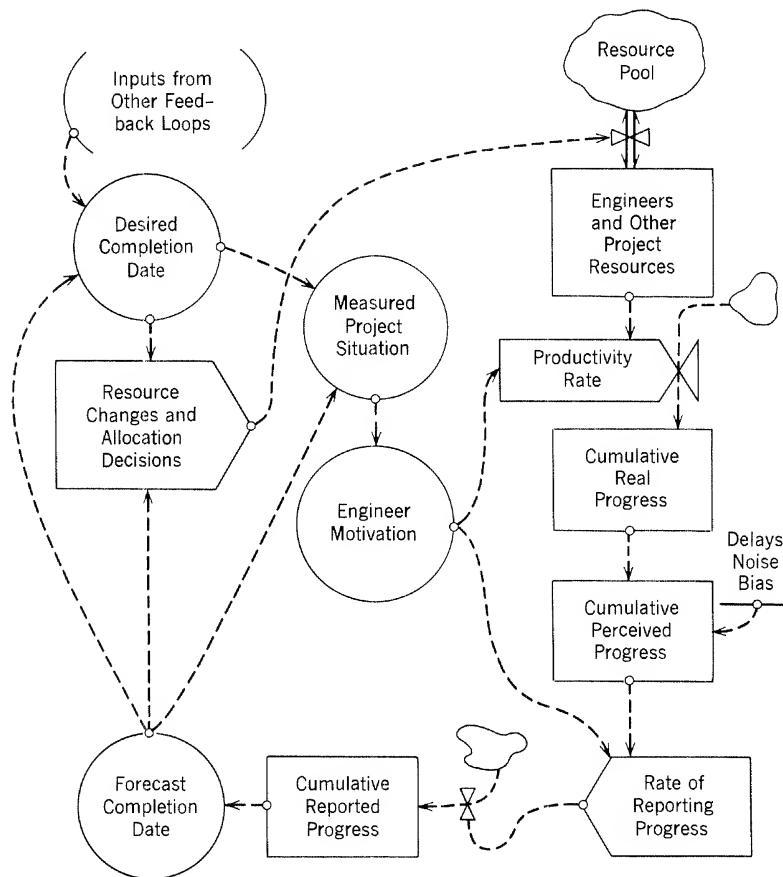 Inputs from
Other Feed-
back Loops
Resource
Pool
Desired
Completion
Date
Engineers
and Other
Project
Resources
Measured
Project
Situation
Productivity
Rate
Resource
Changes and
Allocation
Decisions
Cumulative
Real
Progress
Engineer
Motivation
Delays
Noise
Bias
Cumulative
Perceived
Progress
Forecast
Completion
Date
Cumulative
Reported
Progress
Rate of
Reporting
Progress